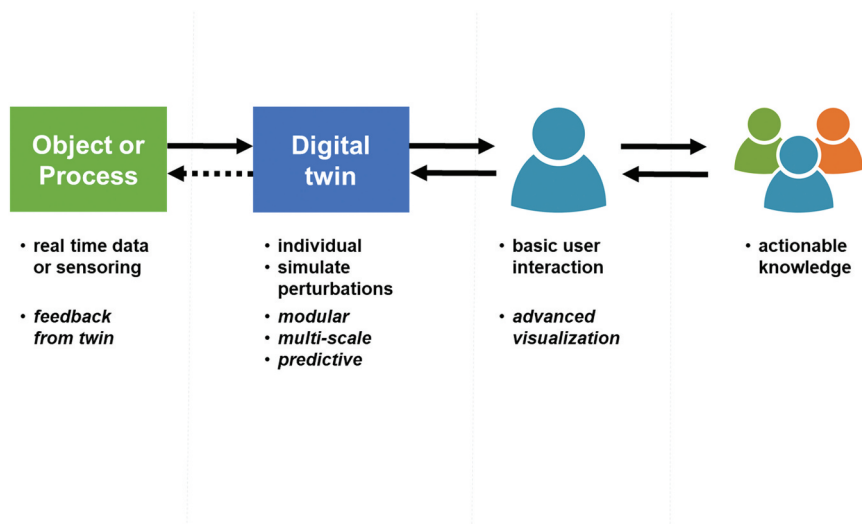 Object or
Process
Digital
twin
• real time data
or sensoring
• feedback
from twin
• individual
• simulate
perturbations
• modular
• multi-scale
• predictive
• basic user
interaction
• advanced
visualization
• actionable
knowledge